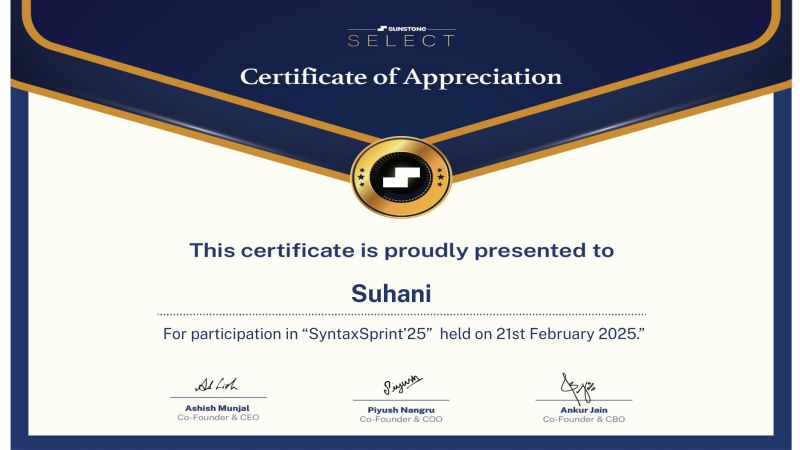 SUNSTONE
SELECT
Certificate of Appreciation
This certificate is proudly presented to
Suhani
For participation in “SyntaxSprint’25” held on 21st February 2025.”
Piyush
Ashish Munjal
Co-Founder & CEO
Piyush Nangru
Co-Founder & COO
Ankur Jain
Co-Founder & CBO